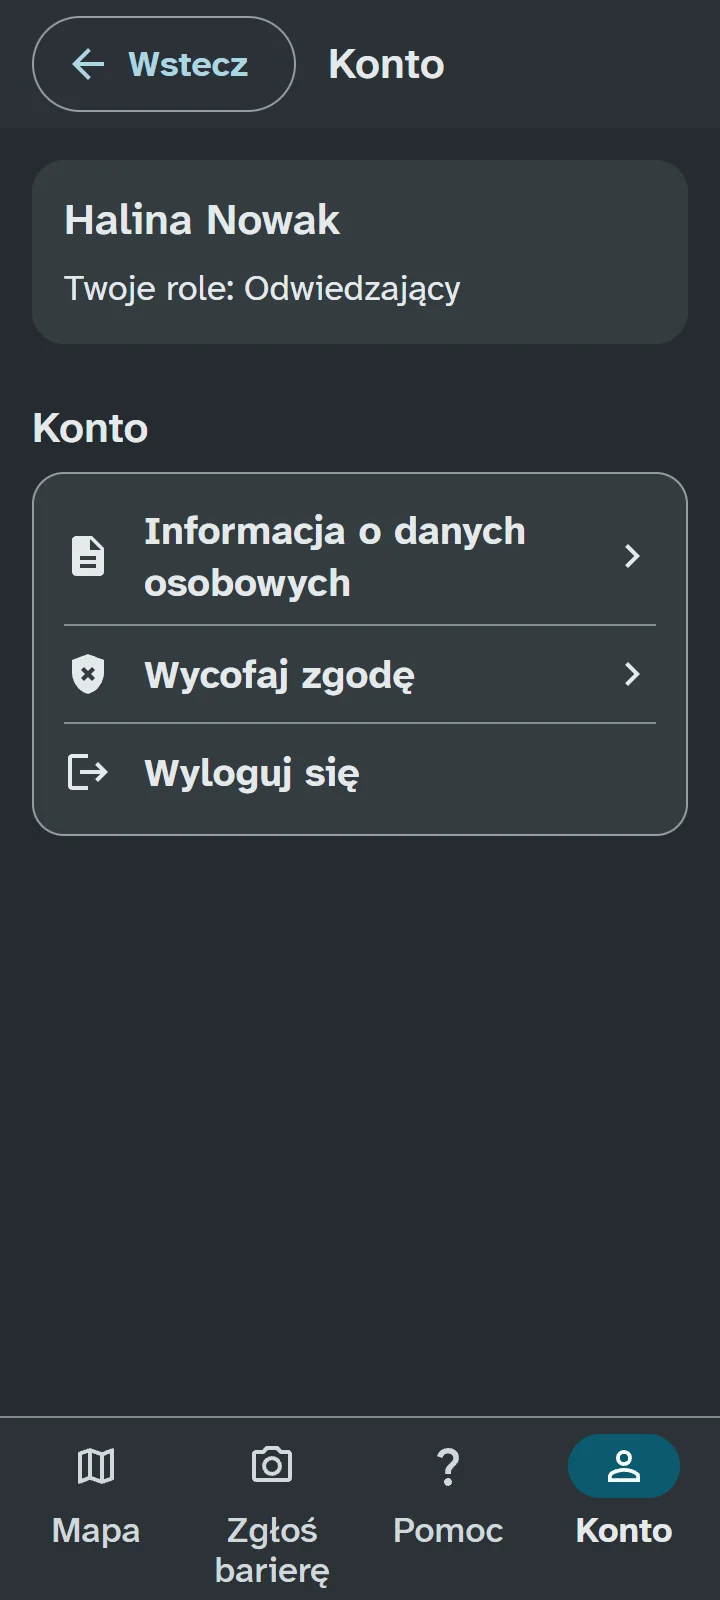 Wstecz
Konto
Halina Nowak
Twoje role: Odwiedzający
Konto
Informacja o danych
osobowych
Wycofaj zgodę
Wyloguj się
Mapa
Zgłoś
barierę
Pomoc
Konto